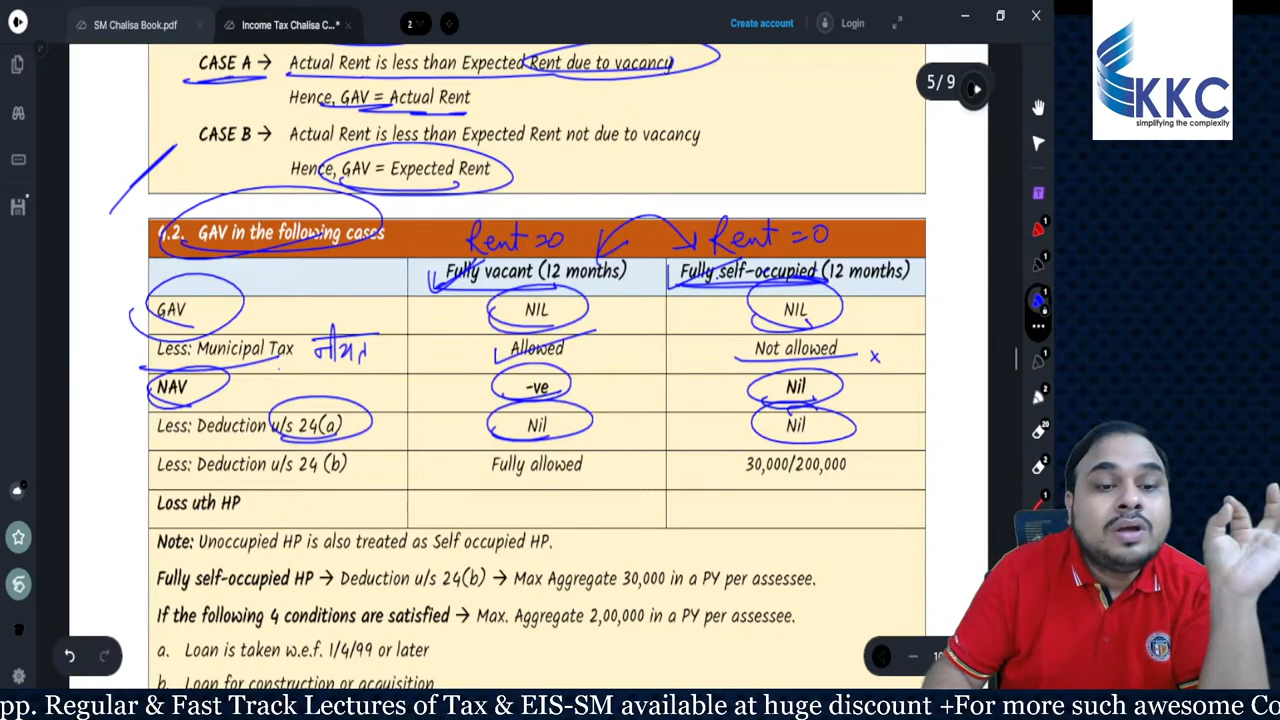 SM Chalisa Book.pdf
Income Tax Chalisa C...*
2
Create account
Login
5/9
KKC
simplifying the complexity
CASE A → Actual Rent is less than Expected Rent due to vacancy
Hence, GAV = Actual Rent
CASE B → Actual Rent is less than Expected Rent not due to vacancy
Hence, GAV = Expected Rent
9.2. GAV in the following cases
Rent = 0
Rent = 0
Fully vacant (12 months)
Fully self-occupied (12 months)
GAV
NIL
NIL
Less: Municipal Tax
Allowed
Not allowed
x
NAV
-ve
Nil
Less: Deduction u/s 24(a)
Nil
Nil
Less: Deduction u/s 24 (b)
Fully allowed
30,000/200,000
Loss uth HP
Note: Unoccupied HP is also treated as Self occupied HP.
Fully self-occupied HP → Deduction u/s 24(b) → Max Aggregate 30,000 in a PY per assessee.
If the following 4 conditions are satisfied → Max. Aggregate 2,00,000 in a PY per assessee.
a. Loan is taken w.e.f. 1/4/99 or later
b. Loan for construction or acquisition
pp. Regular & Fast Track Lectures of Tax & EIS-SM available at huge discount +For more such awesome Co